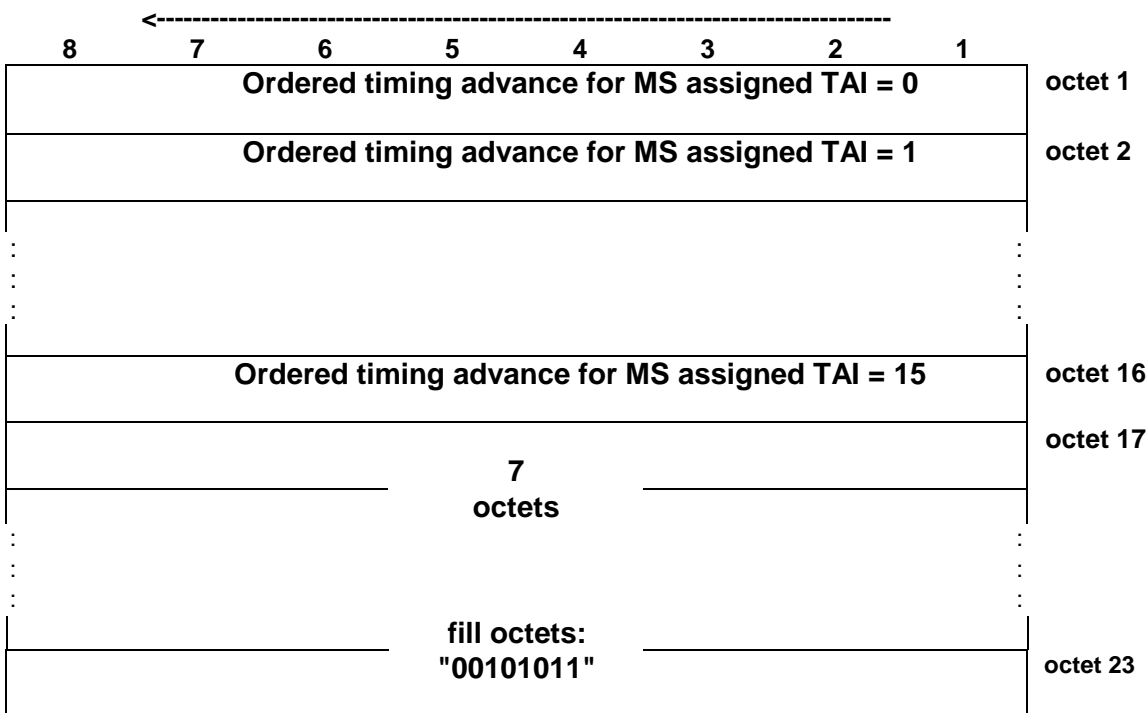 <--------------------------------------------------------------------------------
8 7 6 5 4 3 2 1
Ordered timing advance for MS assigned TAI = 0 octet 1
Ordered timing advance for MS assigned TAI = 1 octet 2
: :
: :
: :
Ordered timing advance for MS assigned TAI = 15 octet 16
octet 17
7
octets
: :
: :
: :
fill octets:
"00101011" octet 23